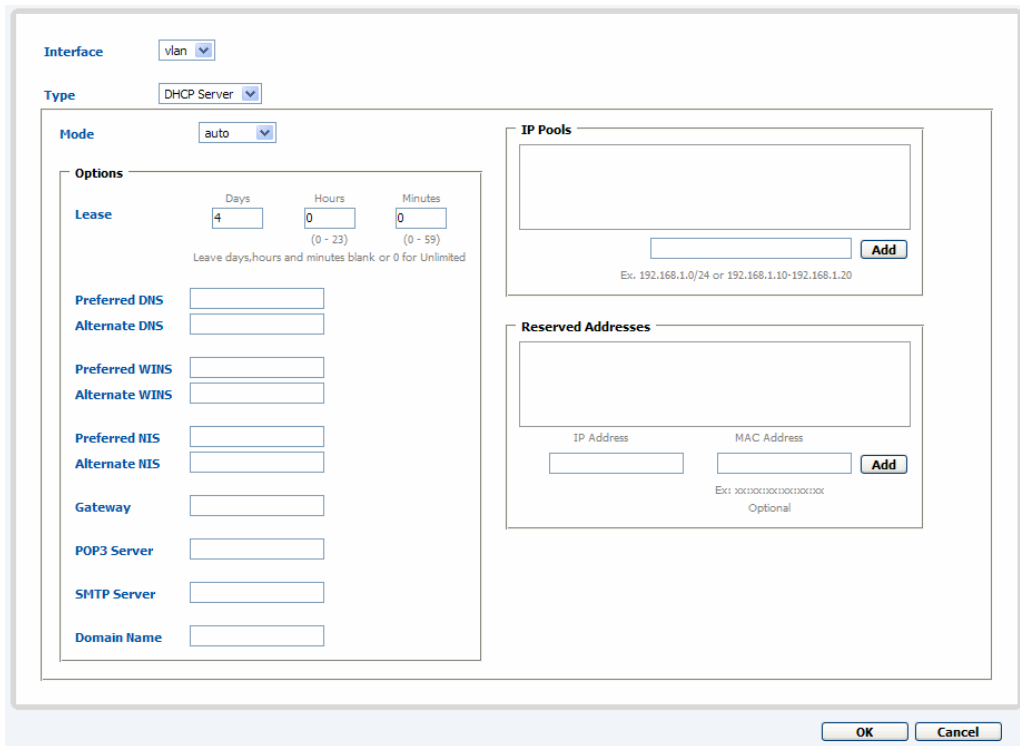 Interface vlan
Type DHCP Server
Mode auto
Options
Days Hours Minutes
Lease 4 0 0
(0 - 23) (0 - 59)
Leave days,hours and minutes blank or 0 for Unlimited
Preferred DNS
Alternate DNS
Preferred WINS
Alternate WINS
Preferred NIS
Alternate NIS
Gateway
POP3 Server
SMTP Server
Domain Name
IP Pools
Add
Ex. 192.168.1.0/24 or 192.168.1.10-192.168.1.20
Reserved Addresses
IP Address MAC Address
Add
Ex: xx:xx:xx:xx:xx:xx
Optional
OK Cancel